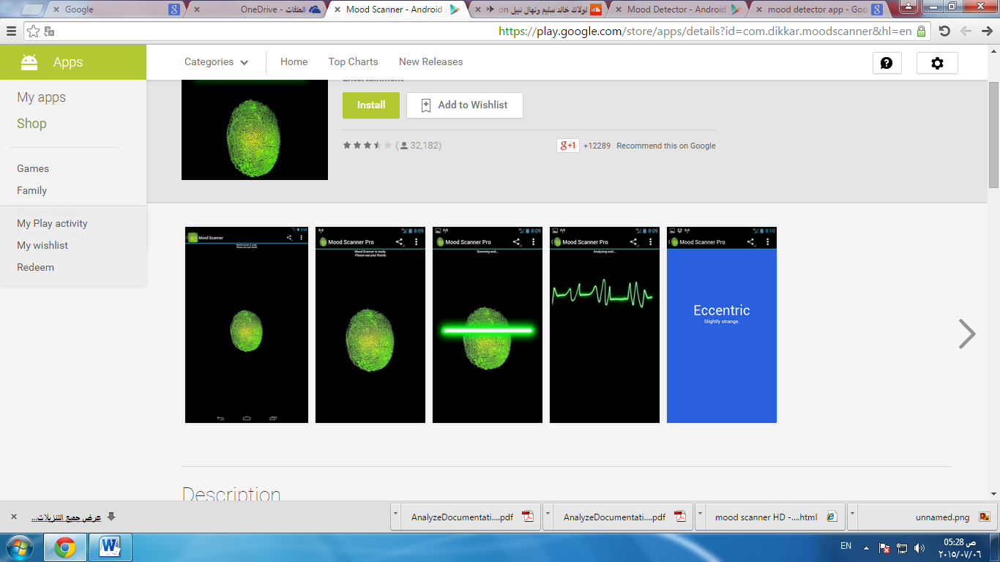 Google
OneDrive - الملفات
Mood Scanner - Android
لولاك خالد سليم ونهال نبيل on
Mood Detector - Android
mood detector app - Goo
https://play.google.com/store/apps/details?id=com.dikkar.moodscanner&hl=en
Apps
Categories
Home
Top Charts
New Releases
My apps
Shop
Games
Family
Parent Guide
My Play activity
My wishlist
Redeem
Entertainment
Install
Add to Wishlist
(32,182)
g+1
+12289
Recommend this on Google
Mood Scanner
Mood Scanner is ready.
Please use your thumb.
8:09
Mood Scanner Pro
Mood Scanner is ready.
Please use your thumb.
8:09
Mood Scanner Pro
Scanning wait...
8:09
Mood Scanner Pro
Analyzing wait...
8:10
Mood Scanner Pro
Eccentric
Slightly strange.
Description
عرض جميع التنزيلات...
AnalyzeDocumentati....pdf
AnalyzeDocumentati....pdf
mood scanner HD -....html
unnamed.png
EN
05:28 ص
٢٠١٥/٠٧/٠٦